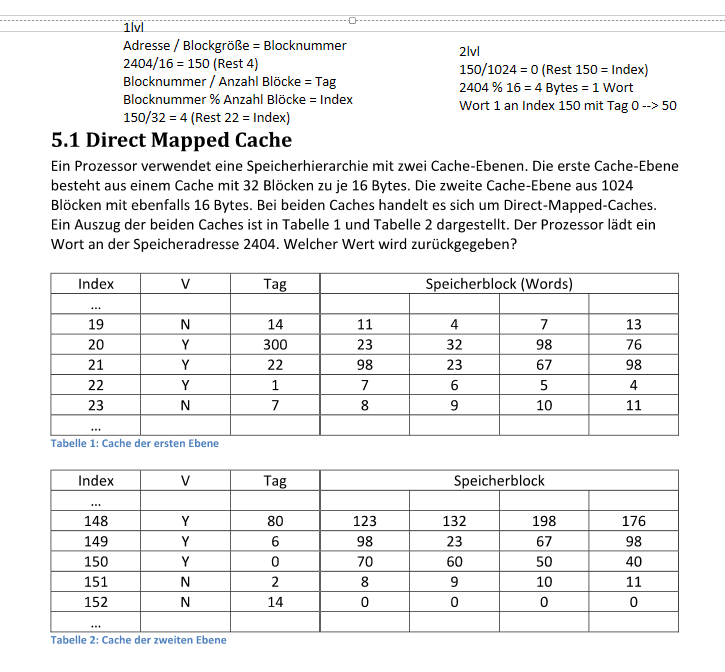 1lvl
Adresse / Blockgröße = Blocknummer
2404/16 = 150 (Rest 4)
Blocknummer / Anzahl Blöcke = Tag
Blocknummer % Anzahl Blöcke = Index
150/32 = 4 (Rest 22 = Index)
2lvl
150/1024 = 0 (Rest 150 = Index)
2404 % 16 = 4 Bytes = 1 Wort
Wort 1 an Index 150 mit Tag 0 --> 50
5.1 Direct Mapped Cache
Ein Prozessor verwendet eine Speicherhierarchie mit zwei Cache-Ebenen. Die erste Cache-Ebene
besteht aus einem Cache mit 32 Blöcken zu je 16 Bytes. Die zweite Cache-Ebene aus 1024
Blöcken mit ebenfalls 16 Bytes. Bei beiden Caches handelt es sich um Direct-Mapped-Caches.
Ein Auszug der beiden Caches ist in Tabelle 1 und Tabelle 2 dargestellt. Der Prozessor lädt ein
Wort an der Speicheradresse 2404. Welcher Wert wird zurückgegeben?
Index V Tag Speicherblock (Words)
...
19 N 14 11 4 7 13
20 Y 300 23 32 98 76
21 Y 22 98 23 67 98
22 Y 1 7 6 5 4
23 N 7 8 9 10 11
...
Tabelle 1: Cache der ersten Ebene
Index V Tag Speicherblock
...
148 Y 80 123 132 198 176
149 Y 6 98 23 67 98
150 Y 0 70 60 50 40
151 N 2 8 9 10 11
152 N 14 0 0 0 0
...
Tabelle 2: Cache der zweiten Ebene